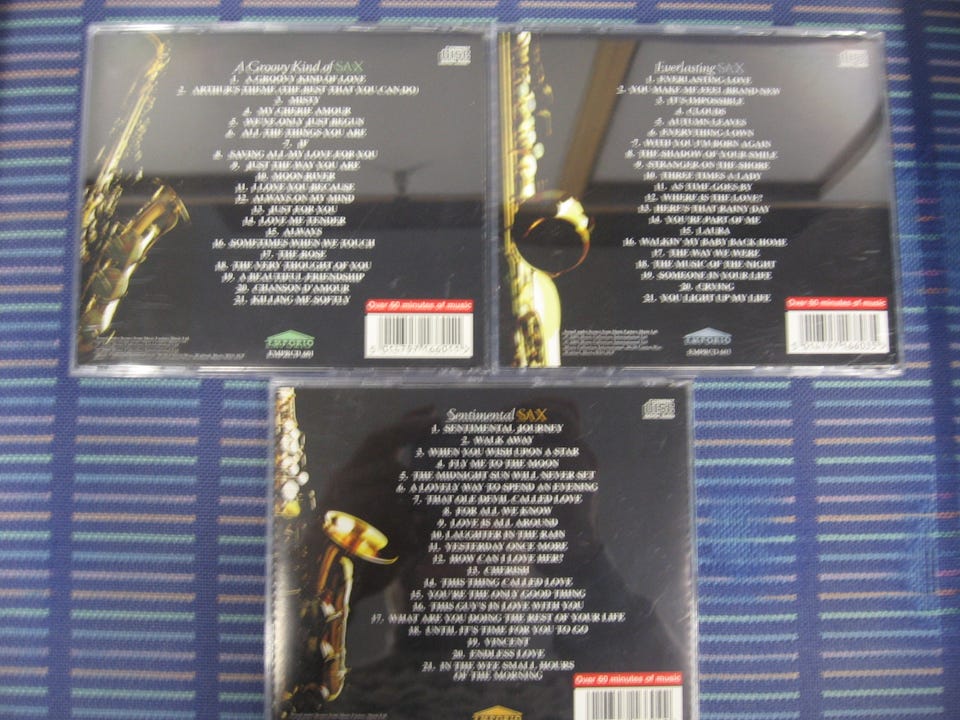 A Groovy Kind of SAX
1. A GROOVY KIND OF LOVE
2. ARTHUR'S THEME (THE BEST THAT YOU CAN DO)
3. MISTY
4. MY CHERIE AMOUR
5. WE'VE ONLY JUST BEGUN
6. ALL THE THINGS YOU ARE
7. IF
8. SAVING ALL MY LOVE FOR YOU
9. JUST THE WAY YOU ARE
10. MOON RIVER
11. I LOVE YOU BECAUSE
12. ALWAYS ON MY MIND
13. JUST FOR YOU
14. LOVE ME TENDER
15. ALWAYS
16. SOMETIMES WHEN WE TOUCH
17. THE ROSE
18. THE VERY THOUGHT OF YOU
19. A BEAUTIFUL FRIENDSHIP
20. CHANSON D'AMOUR
21. KILLING ME SOFTLY
Over 60 minutes of music
EMPORIO
EMPRCD 601
Everlasting SAX
1. EVERLASTING LOVE
2. YOU MAKE ME FEEL BRAND NEW
3. IT'S IMPOSSIBLE
4. CLOUDS
5. AUTUMN LEAVES
6. EVERYTHING I OWN
7. WITH YOU I'M BORN AGAIN
8. THE SHADOW OF YOUR SMILE
9. STRANGER ON THE SHORE
10. THREE TIMES A LADY
11. AS TIME GOES BY
12. WHERE IS THE LOVE?
13. HERE'S THAT RAINY DAY
14. YOU'RE PART OF ME
15. LAURA
16. WALKIN' MY BABY BACK HOME
17. THE WAY WE WERE
18. THE MUSIC OF THE NIGHT
19. SOMEONE IN YOUR LIFE
20. CRYING
21. YOU LIGHT UP MY LIFE
Over 60 minutes of music
EMPORIO
Sentimental SAX
1. SENTIMENTAL JOURNEY
2. WALK AWAY
3. WHEN YOU WISH UPON A STAR
4. FLY ME TO THE MOON
5. THE MIDNIGHT SUN WILL NEVER SET
6. A LOVELY WAY TO SPEND AN EVENING
7. THAT OLE DEVIL CALLED LOVE
8. FOR ALL WE KNOW
9. LOVE IS ALL AROUND
10. LAUGHTER IN THE RAIN
11. YESTERDAY ONCE MORE
12. HOW CAN I LOVE HER?
13. CHERISH
14. THIS THING CALLED LOVE
15. YOU'RE THE ONLY GOOD THING
16. THIS GUY'S IN LOVE WITH YOU
17. WHAT ARE YOU DOING THE REST OF YOUR LIFE
18. UNTIL IT'S TIME FOR YOU TO GO
19. VINCENT
20. ENDLESS LOVE
21. IN THE WEE SMALL HOURS
OF THE MORNING
Over 60 minutes of music
EMPORIO